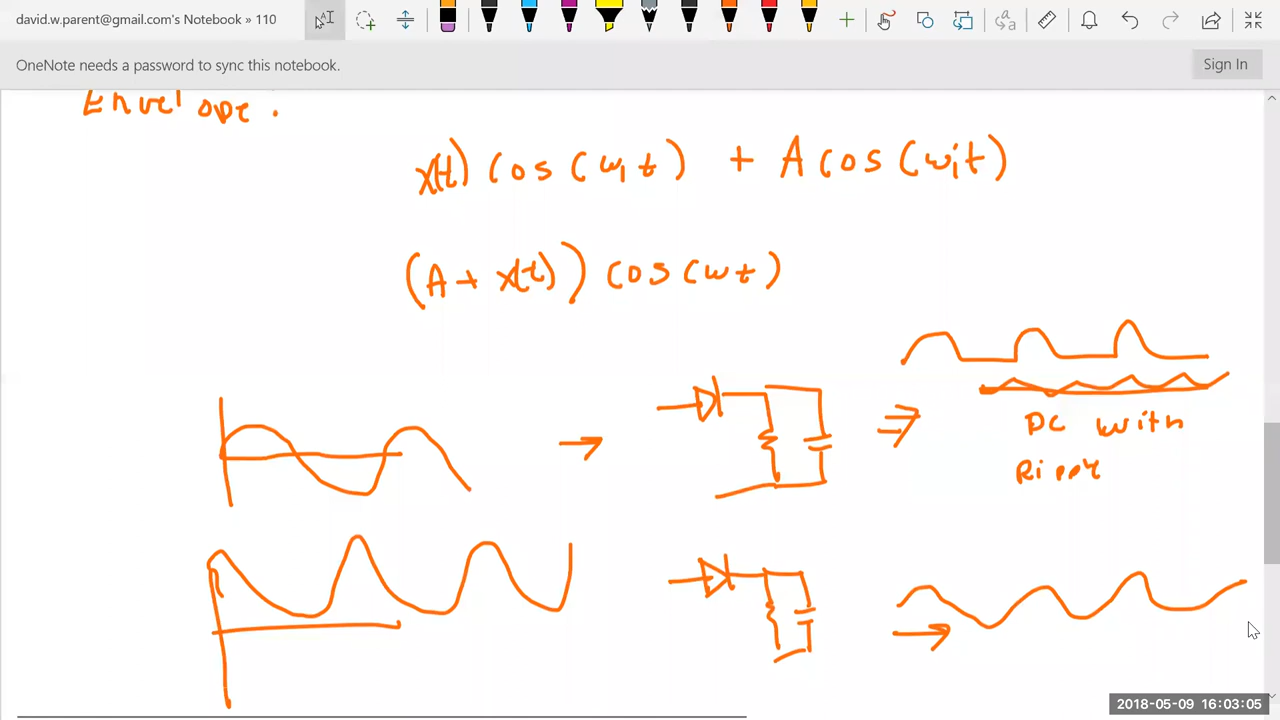 david.w.parent@gmail.com's Notebook » 110
OneNote needs a password to sync this notebook.
Sign In
Envelope.
x(t) cos(ω₁t) + A cos(ω₁t)
(A + x(t)) cos(ωt)
DC with
2018-05-09 16:03:05